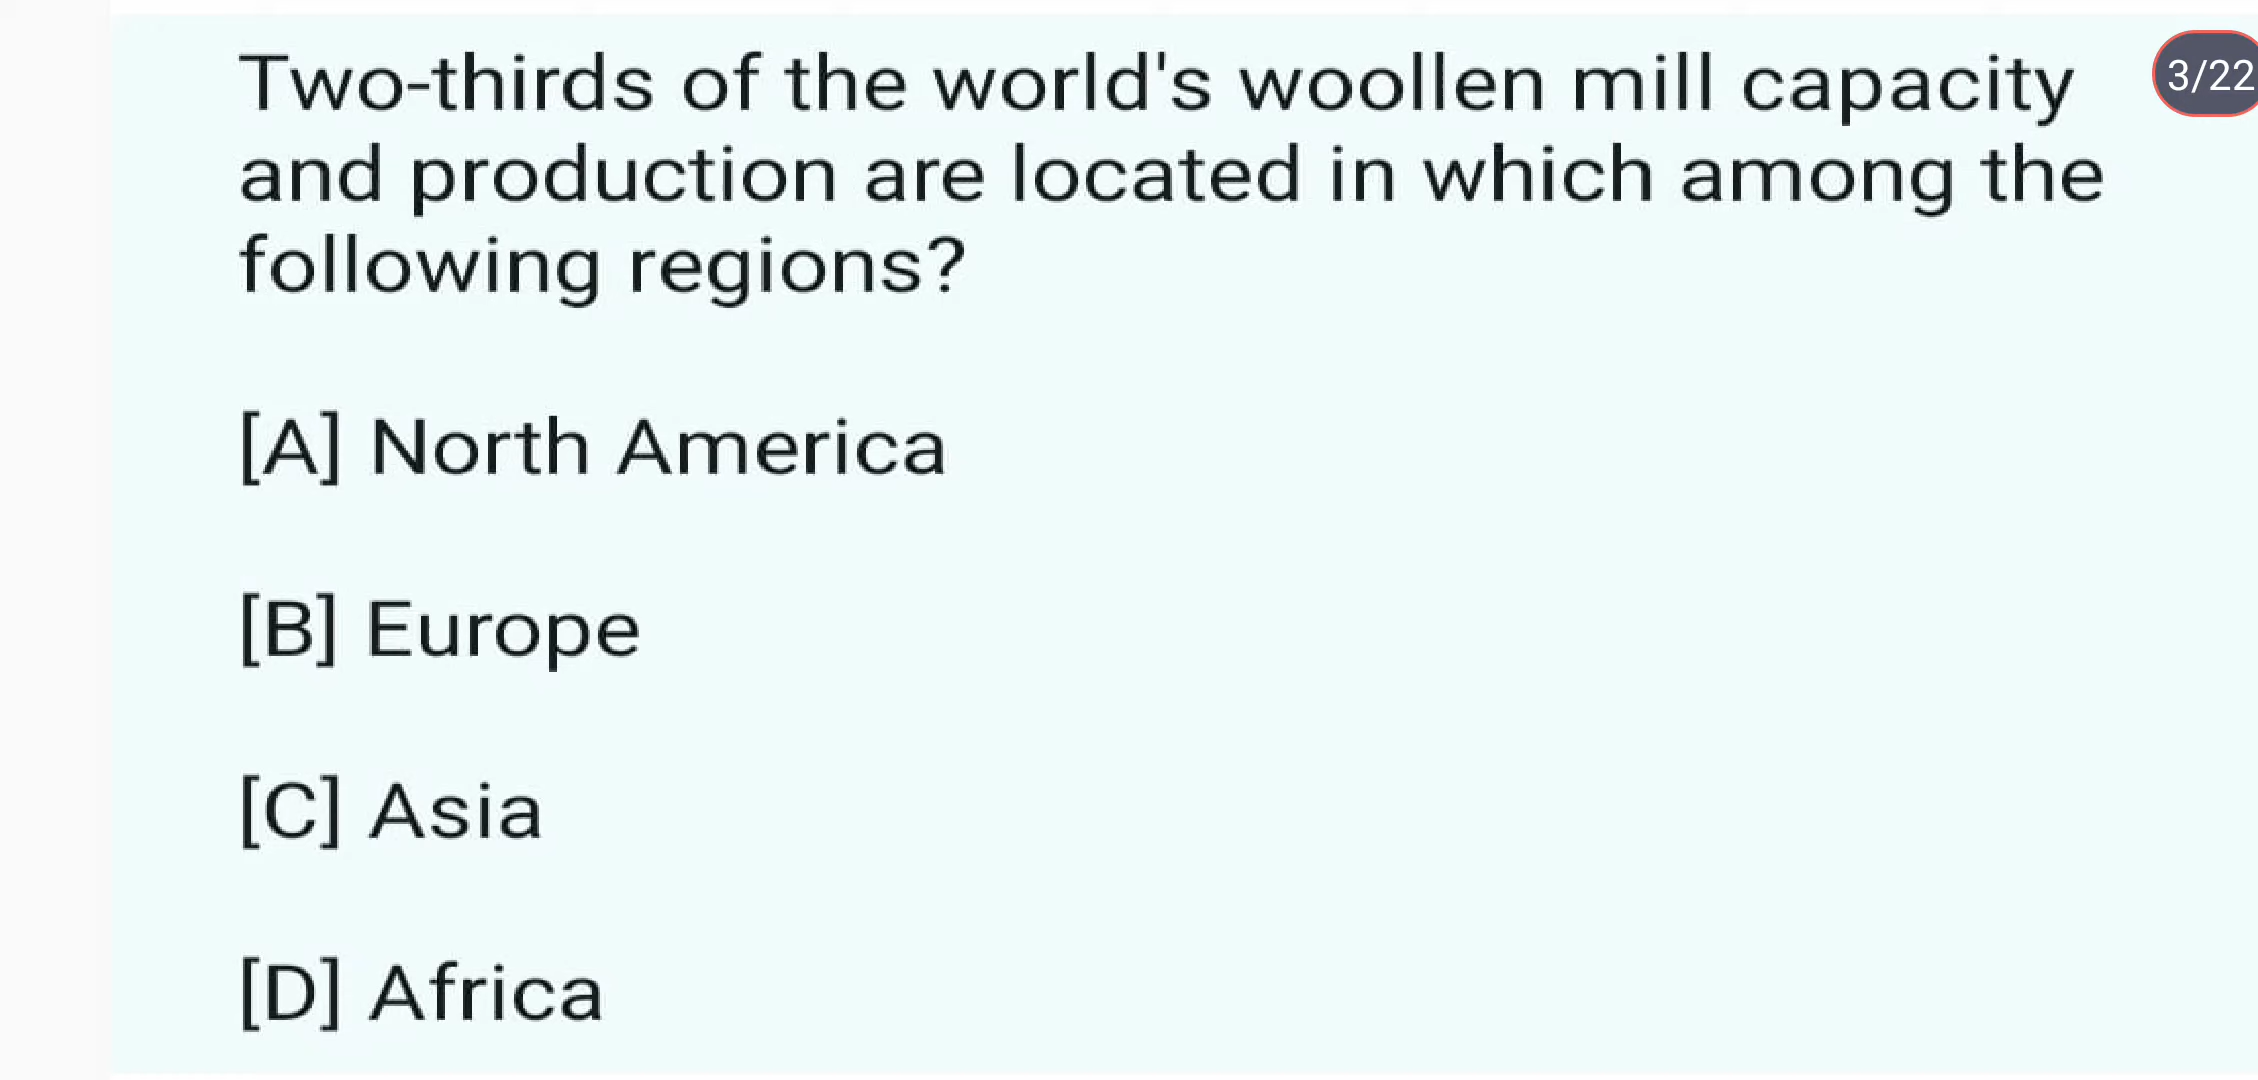 Two-thirds of the world's woollen mill capacity
3/22
and production are located in which among the
following regions?
[A] North America
[B] Europe
[C] Asia
[D] Africa